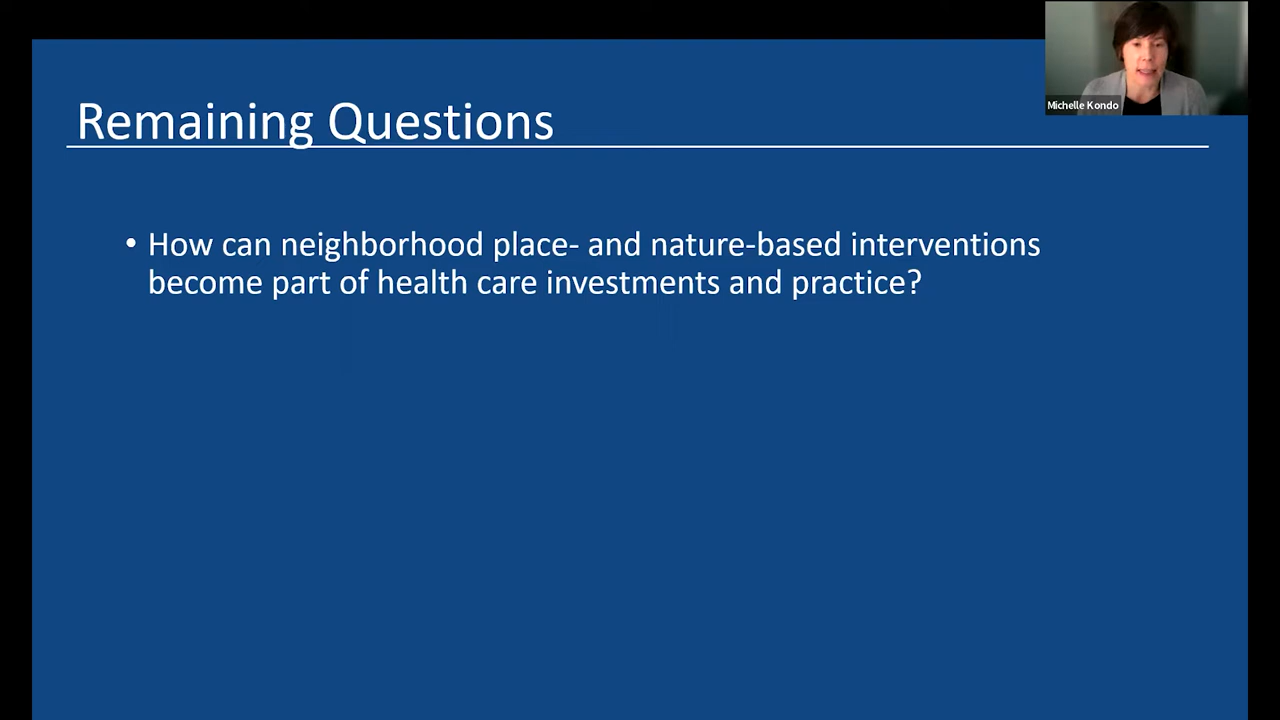 Michelle Kondo
Remaining Questions
• How can neighborhood place- and nature-based interventions
become part of health care investments and practice?